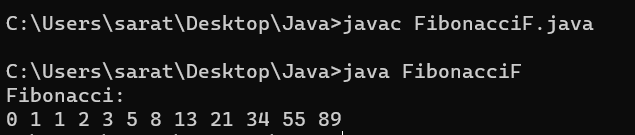 C:\Users\sarat\Desktop\Java>javac FibonacciF.java
C:\Users\sarat\Desktop\Java>java FibonacciF
Fibonacci:
0 1 1 2 3 5 8 13 21 34 55 89